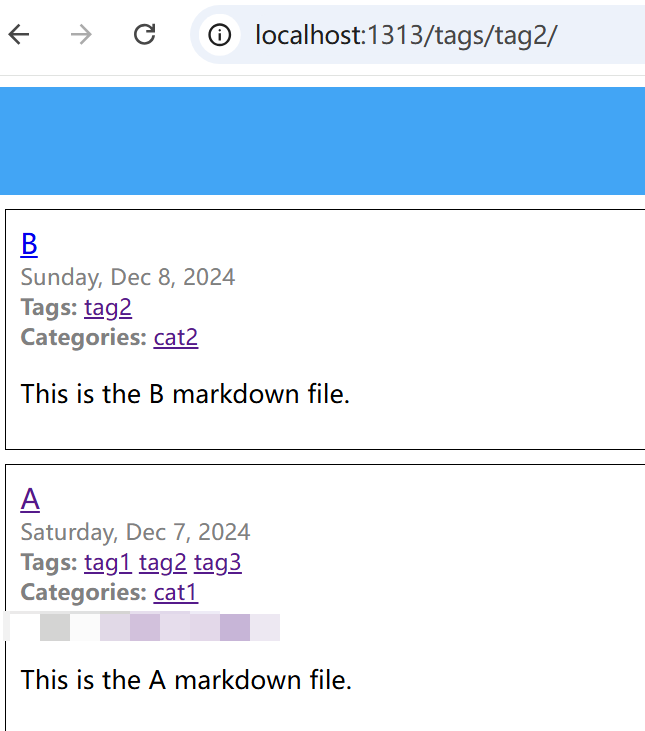 localhost:1313/tags/tag2/
B
Sunday, Dec 8, 2024
Tags: tag2
Categories: cat2
This is the B markdown file.
A
Saturday, Dec 7, 2024
Tags: tag1 tag2 tag3
Categories: cat1
This is the A markdown file.